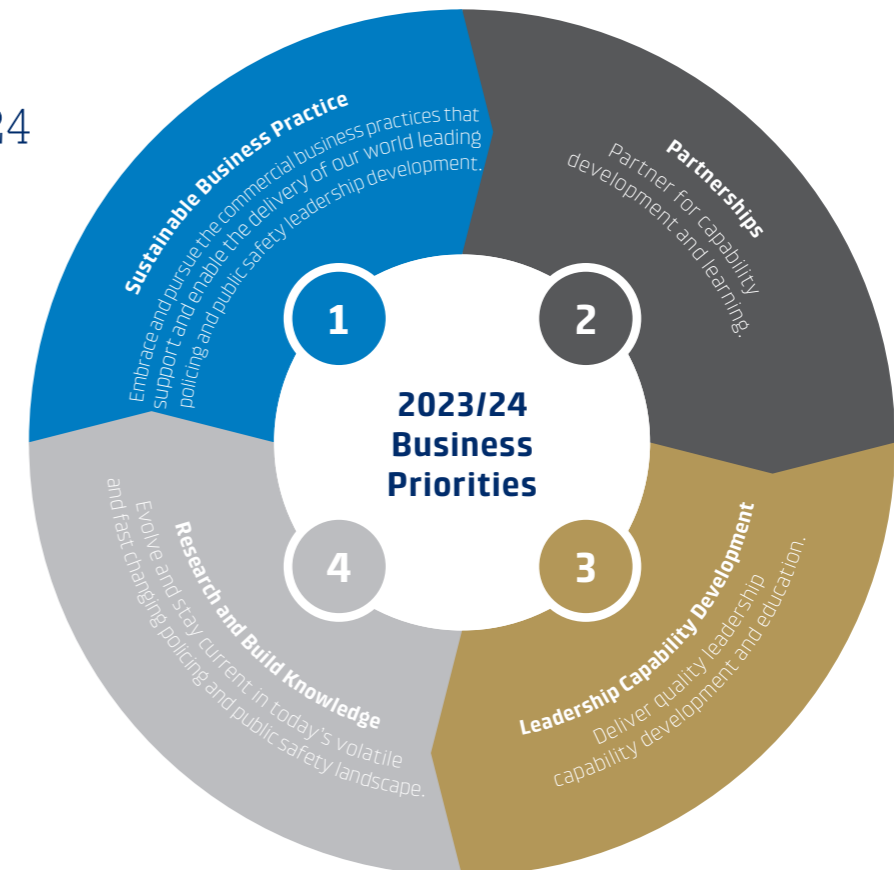 24
Sustainable Business Practice
Embrace and pursue the commercial business practices that
support and enable the delivery of our world leading
policing and public safety leadership development.
Partnerships
Partner for capability
development and learning.
1
2
2023/24
Business
Priorities
4
3
Research and Build Knowledge
Evolve and stay current in today's volatile
and fast changing policing and public safety landscape.
Leadership Capability Development
Deliver quality leadership
capability development and education.